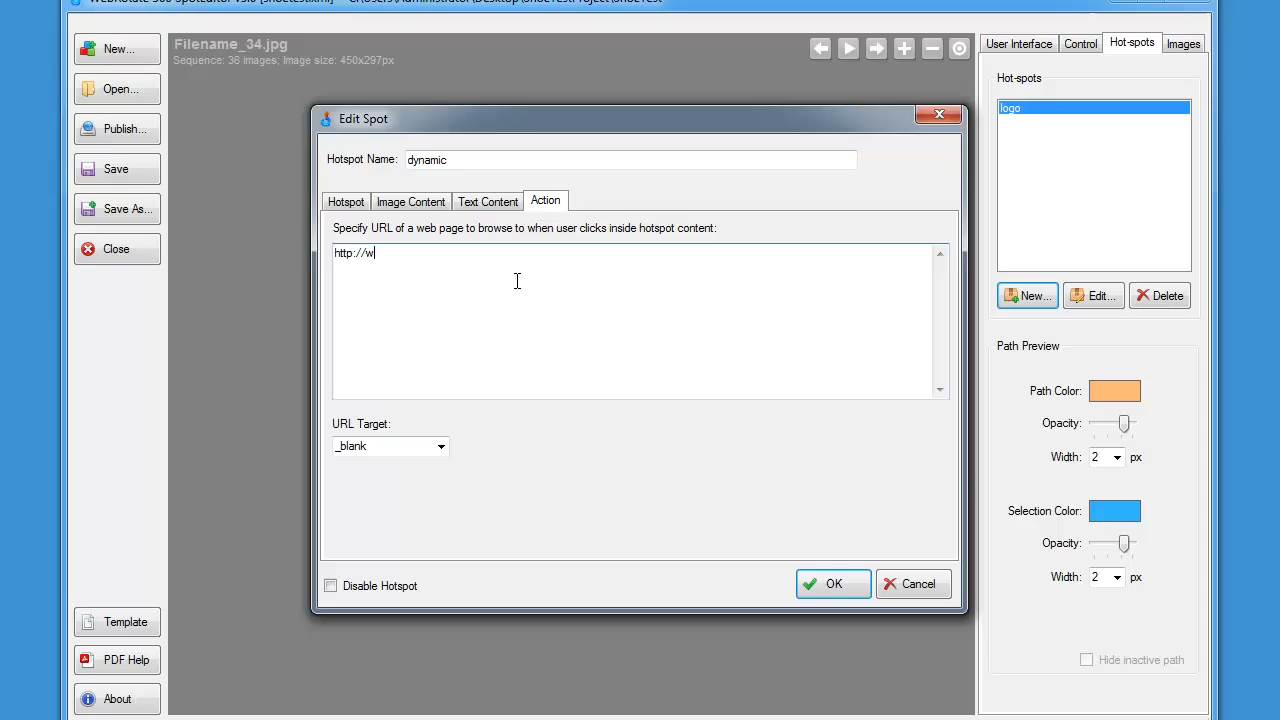 New...
Open...
Publish...
Save
Save As...
Close
Template
PDF Help
About
Filename_34.jpg
Sequence: 36 images; Image size: 450x297px
Edit Spot
Hotspot Name: dynamic
Hotspot Image Content Text Content Action
Specify URL of a web page to browse to when user clicks inside hotspot content:
http://w
URL Target:
_blank
Disable Hotspot
OK Cancel
User Interface Control Hot-spots Images
Hot-spots
logo
New... Edit... Delete
Path Preview
Path Color:
Opacity:
Width: 2 px
Selection Color:
Opacity:
Width: 2 px
Hide inactive path